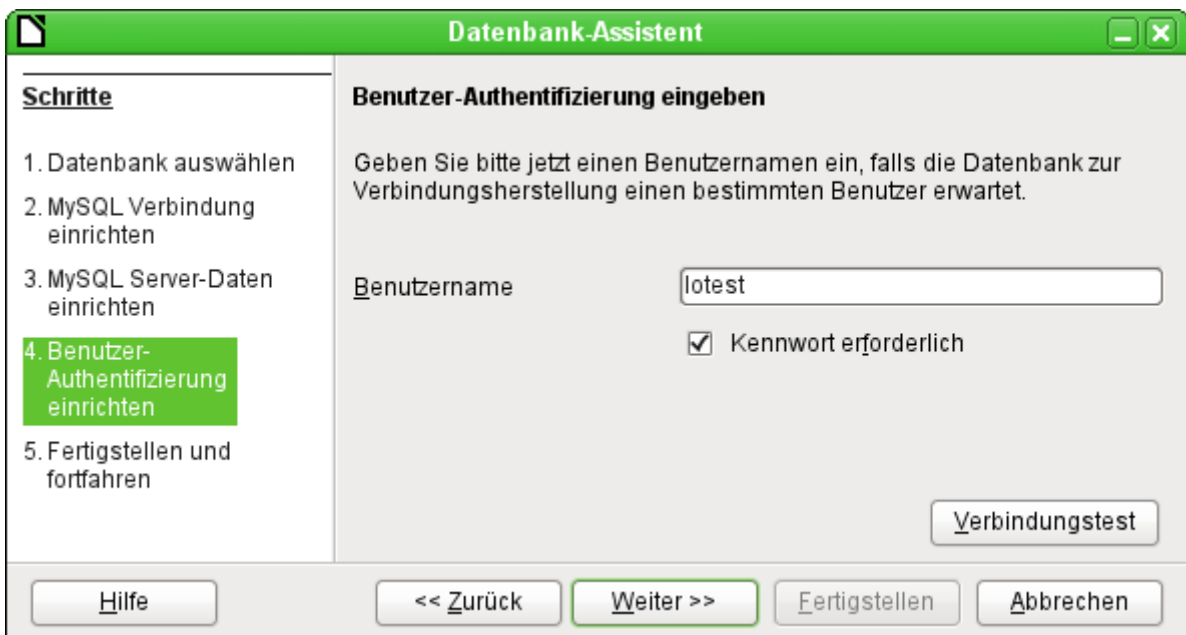 Datenbank-Assistent
Schritte
1. Datenbank auswählen
2. MySQL Verbindung
einrichten
3. MySQL Server-Daten
einrichten
4. Benutzer-
Authentifizierung
einrichten
5. Fertigstellen und
fortfahren
Benutzer-Authentifizierung eingeben
Geben Sie bitte jetzt einen Benutzernamen ein, falls die Datenbank zur
Verbindungsherstellung einen bestimmten Benutzer erwartet.
Benutzername
lotest
Kennwort erforderlich
Verbindungstest
Hilfe
<< Zurück
Weiter >>
Fertigstellen
Abbrechen